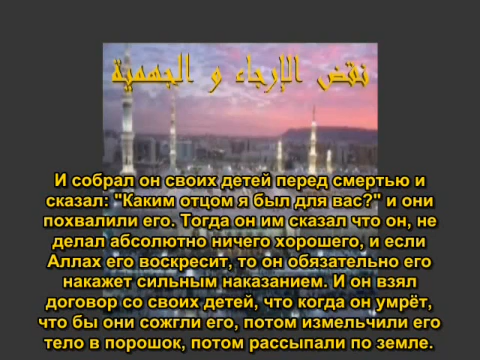 نقض الإرجاء و الجهمية
И собрал он своих детей перед смертью и
сказал: "Каким отцом я был для вас?" и они
похвалили его. Тогда он им сказал что он, не
делал абсолютно ничего хорошего, и если
Аллах его воскресит, то он обязательно его
накажет сильным наказанием. И он взял
договор со своих детей, что когда он умрёт,
что бы они сожгли его, потом измельчили его
тело в порошок, потом рассыпали по земле.